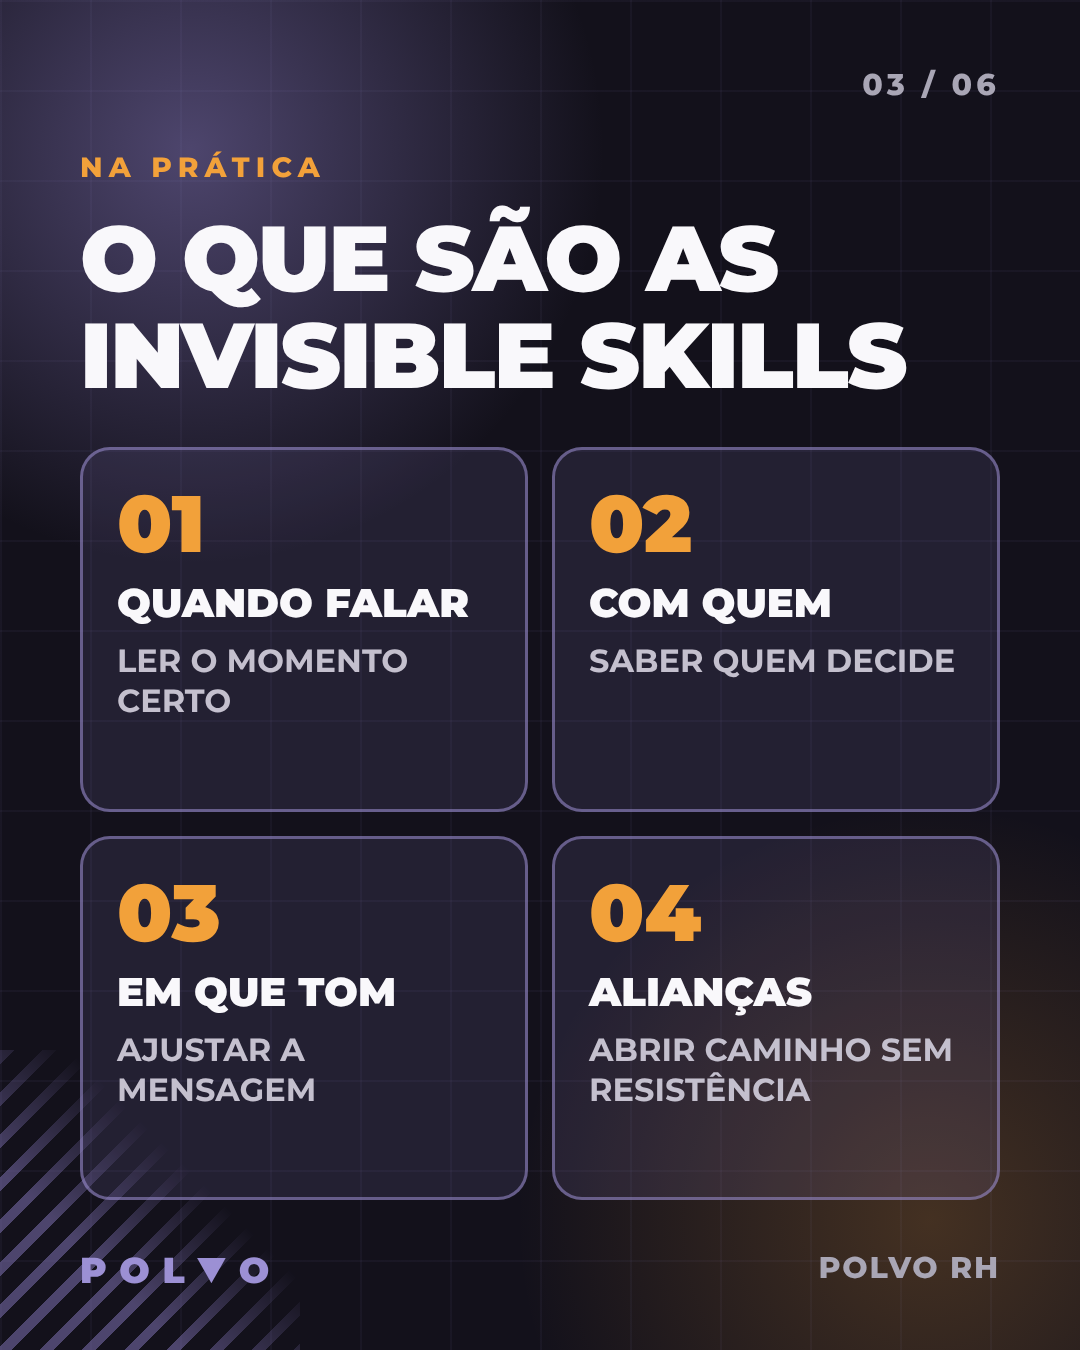 03 / 06
NA PRÁTICA
O QUE SÃO AS
INVISIBLE SKILLS
01
QUANDO FALAR
LER O MOMENTO
CERTO
02
COM QUEM
SABER QUEM DECIDE
03
EM QUE TOM
AJUSTAR A
MENSAGEM
04
ALIANÇAS
ABRIR CAMINHO SEM
RESISTÊNCIA
POLVO
POLVO RH